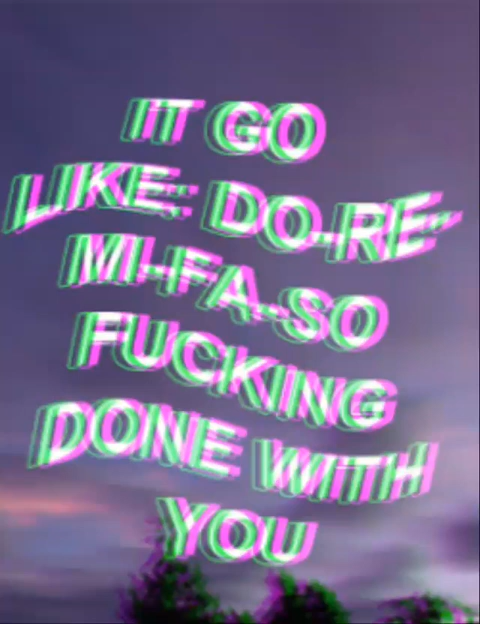 IT GO
LIKE: DO-RE-
MI-FA-SO
FUCKING
DONE WITH
YOU